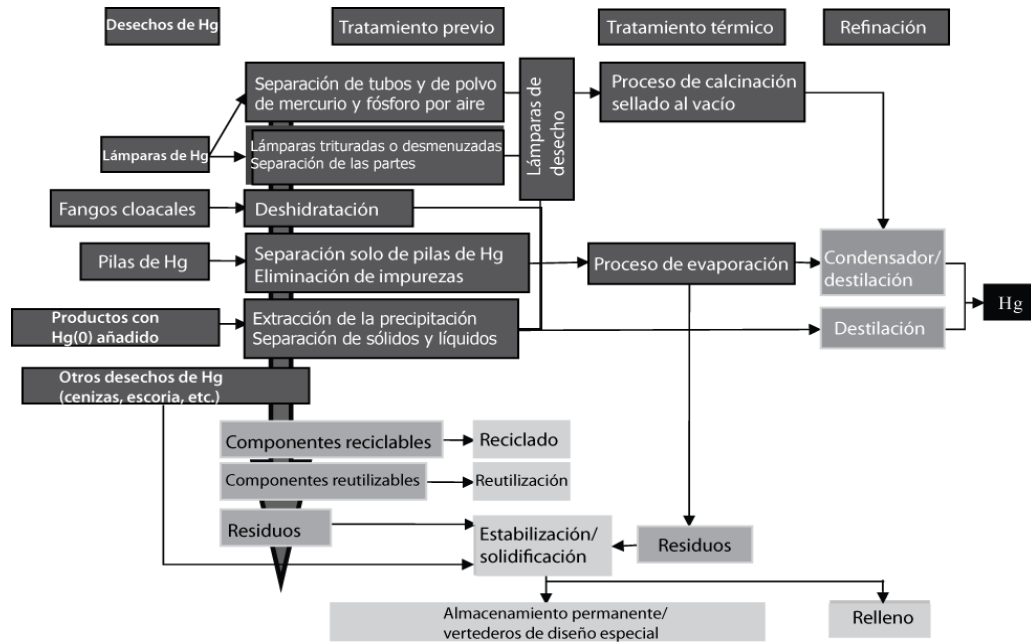 Desechos de Hg
Tratamiento previo
Tratamiento térmico
Refinación
Separación de tubos y de polvo
de mercurio y fósforo por aire
Lámparas de
desecho
Proceso de calcinación
sellado al vacío
Lámparas de Hg
Lámparas trituradas o desmenuzadas
Separación de las partes
Fangos cloacales
Deshidratación
Pilas de Hg
Separación solo de pilas de Hg
Eliminación de impurezas
Proceso de evaporación
Condensador/
destilación
Hg
Productos con
Hg(0) añadido
Extracción de la precipitación
Separación de sólidos y líquidos
Destilación
Otros desechos de Hg
(cenizas, escoria, etc.)
Componentes reciclables
Reciclado
Componentes reutilizables
Reutilización
Residuos
Estabilización/
solidificación
Residuos
Almacenamiento permanente/
vertederos de diseño especial
Relleno